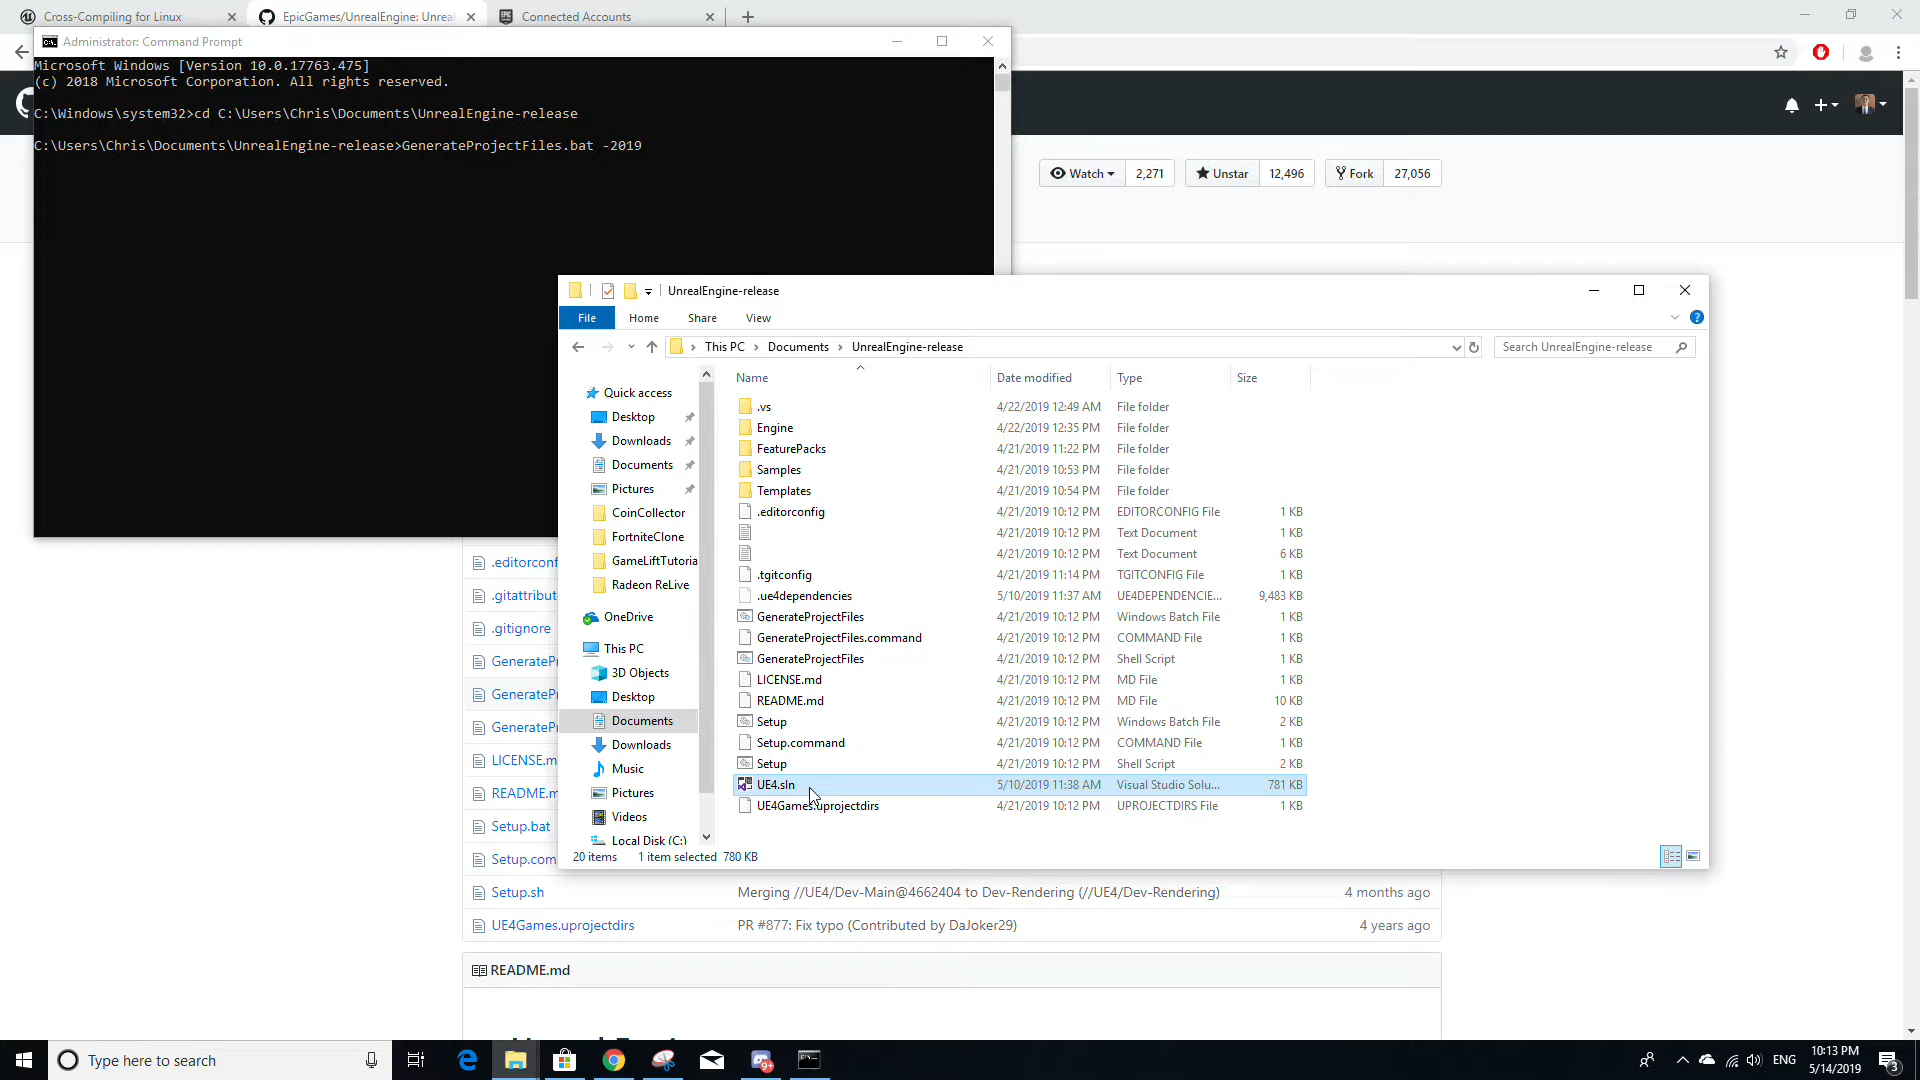 Cross-Compiling for Linux
EpicGames/UnrealEngine: Unreal
Connected Accounts
Administrator: Command Prompt
Microsoft Windows [Version 10.0.17763.475]
(c) 2018 Microsoft Corporation. All rights reserved.
C:\Windows\system32>cd C:\Users\Chris\Documents\UnrealEngine-release
C:\Users\Chris\Documents\UnrealEngine-release>GenerateProjectFiles.bat -2019
Watch 2,271 Unstar 12,496 Fork 27,056
UnrealEngine-release
File Home Share View
This PC > Documents > UnrealEngine-release
Search UnrealEngine-release
Name Date modified Type Size
Quick access
Desktop
Downloads
Documents
Pictures
CoinCollector
FortniteClone
GameLiftTutoria
Radeon ReLive
OneDrive
This PC
3D Objects
Desktop
Documents
Downloads
Music
Pictures
Videos
Local Disk (C:)
.vs 4/22/2019 12:49 AM File folder
Engine 4/22/2019 12:35 PM File folder
FeaturePacks 4/21/2019 11:22 PM File folder
Samples 4/21/2019 10:53 PM File folder
Templates 4/21/2019 10:54 PM File folder
.editorconfig 4/21/2019 10:12 PM EDITORCONFIG File 1 KB
4/21/2019 10:12 PM Text Document 1 KB
4/21/2019 10:12 PM Text Document 6 KB
.tgitconfig 4/21/2019 11:14 PM TGITCONFIG File 1 KB
.ue4dependencies 5/10/2019 11:37 AM UE4DEPENDENCIE... 9,483 KB
GenerateProjectFiles 4/21/2019 10:12 PM Windows Batch File 1 KB
GenerateProjectFiles.command 4/21/2019 10:12 PM COMMAND File 1 KB
GenerateProjectFiles 4/21/2019 10:12 PM Shell Script 1 KB
LICENSE.md 4/21/2019 10:12 PM MD File 1 KB
README.md 4/21/2019 10:12 PM MD File 10 KB
Setup 4/21/2019 10:12 PM Windows Batch File 2 KB
Setup.command 4/21/2019 10:12 PM COMMAND File 1 KB
Setup 4/21/2019 10:12 PM Shell Script 2 KB
UE4.sln 5/10/2019 11:38 AM Visual Studio Solu... 781 KB
UE4Games.uprojectdirs 4/21/2019 10:12 PM UPROJECTDIRS File 1 KB
20 items 1 item selected 780 KB
.editorconf
.gitattribut
.gitignore
GenerateP
GenerateP
GenerateP
LICENSE.m
README.m
Setup.bat
Setup.com
Setup.sh Merging //UE4/Dev-Main@4662404 to Dev-Rendering (//UE4/Dev-Rendering) 4 months ago
UE4Games.uprojectdirs PR #877: Fix typo (Contributed by DaJoker29) 4 years ago
README.md
Type here to search
9+
ENG
10:13 PM
5/14/2019
3